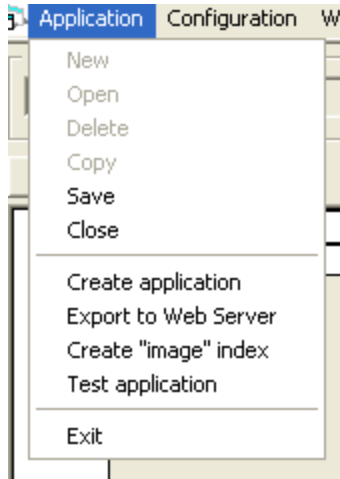 Application Configuration W
New
Open
Delete
Copy
Save
Close
Create application
Export to Web Server
Create "image" index
Test application
Exit